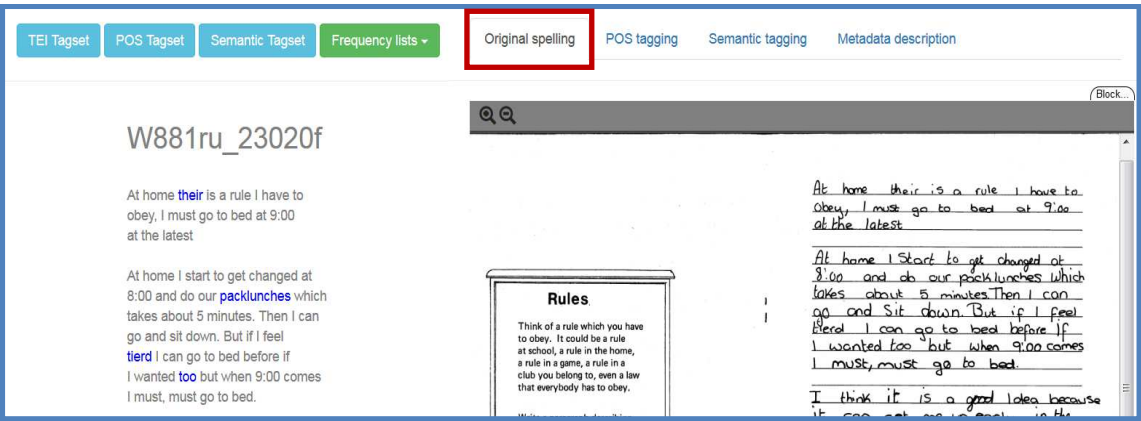 TEI Tagset POS Tagset Semantic Tagset Frequency lists Original spelling POS tagging Semantic tagging Metadata description
Block...
W881ru_23020f
At home their is a rule I have to
obey, I must go to bed at 9:00
at the latest
At home I start to get changed at
8:00 and do our packlunches which
takes about 5 minutes. Then I can
go and sit down. But if I feel
tierd I can go to bed before if
I wanted too but when 9:00 comes
I must, must go to bed.
Rules
Think of a rule which you have
to obey. It could be a rule
at school, a rule in the home,
a rule in a game, a rule in a
club you belong to, even a law
that everybody has to obey.
At home their is a rule I have to
obey, I must go to bed at 9:00
at the latest
At home I Start to get changed at
8:00 and do our packlunches which
takes about 5 minutes. Then I can
go and Sit down. But if I feel
tierd I can go to bed before If
I wanted too but when 9:00 comes
I must, must go to bed.
I think it is a good Idea because
it can get me in the